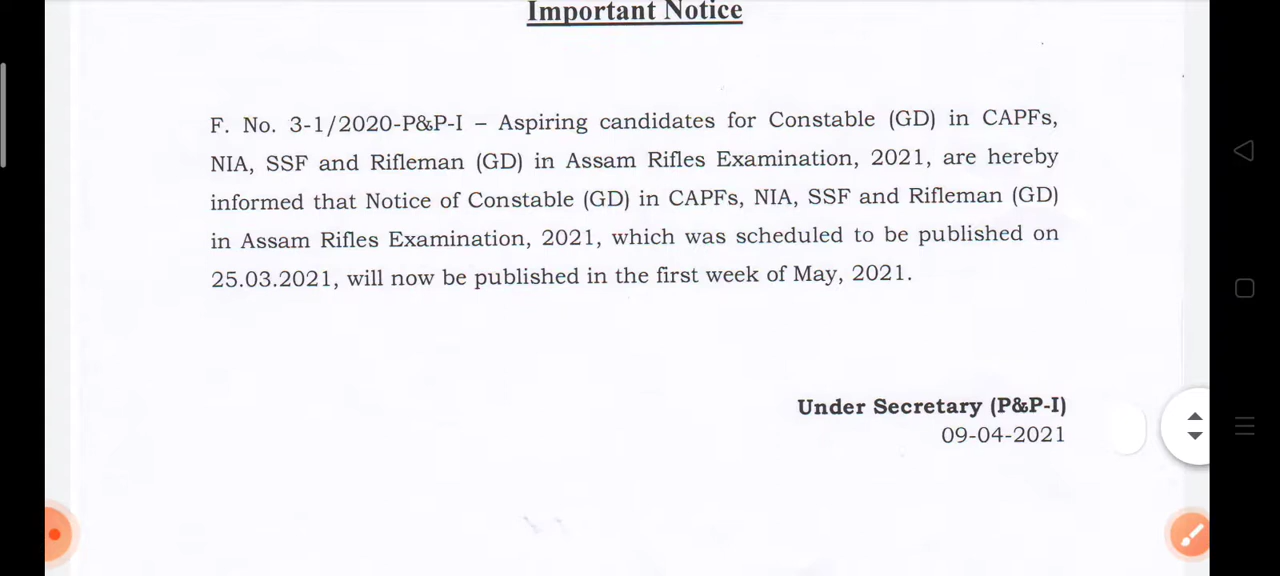 Important Notice
F. No. 3-1/2020-P&P-I – Aspiring candidates for Constable (GD) in CAPFs,
NIA, SSF and Rifleman (GD) in Assam Rifles Examination, 2021, are hereby
informed that Notice of Constable (GD) in CAPFs, NIA, SSF and Rifleman (GD)
in Assam Rifles Examination, 2021, which was scheduled to be published on
25.03.2021, will now be published in the first week of May, 2021.
Under Secretary (P&P-I)
09-04-2021